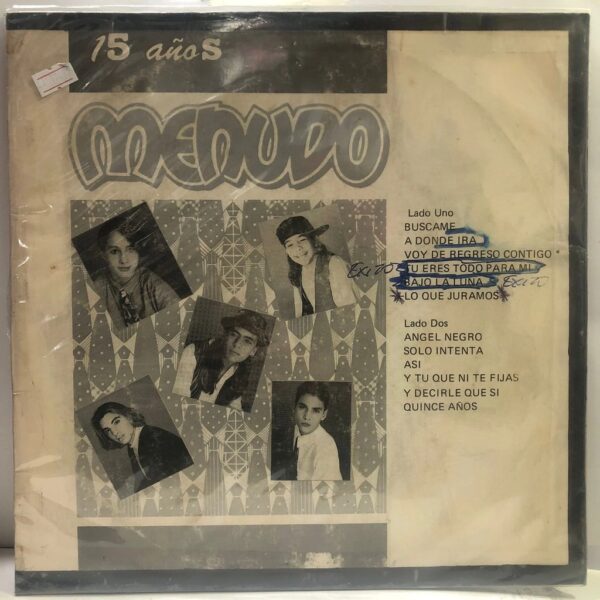 15 años
MENUDO
Lado Uno
BUSCAME
A DONDE IRA
VOY DE REGRESO CONTIGO *
Exito TU ERES TODO PARA MI
BAJO LA LUNA Exito
* LO QUE JURAMOS *
Lado Dos
ANGEL NEGRO
SOLO INTENTA
ASI
Y TU QUE NI TE FIJAS
Y DECIRLE QUE SI
QUINCE AÑOS